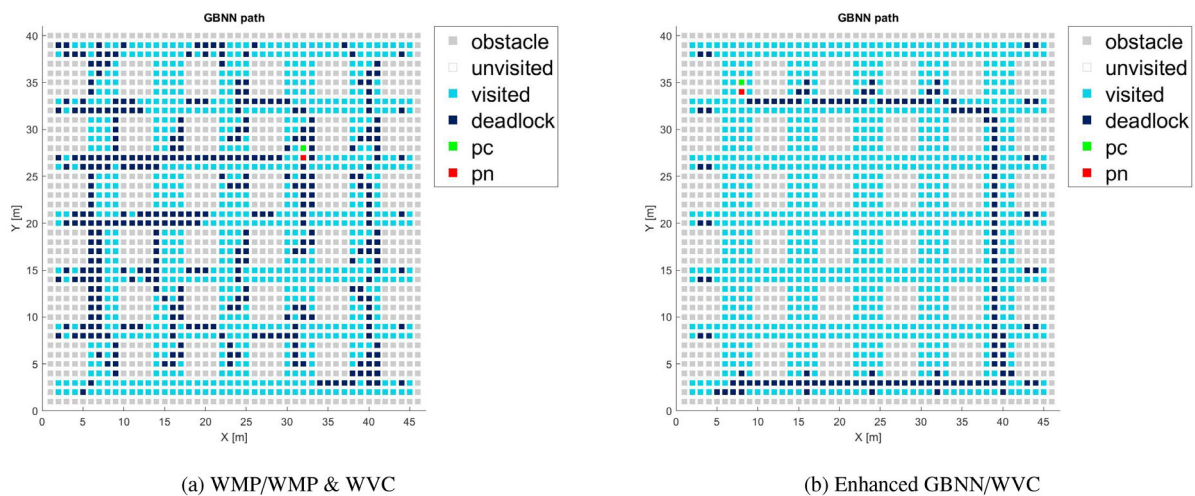 GBNN path
40
35
30
25
20
15
10
5
0
Y [m]
0 5 10 15 20 25 30 35 40 45
X [m]
obstacle
unvisited
visited
deadlock
pc
pn
(a) WMP/WMP & WVC
GBNN path
40
35
30
25
20
15
10
5
0
Y [m]
0 5 10 15 20 25 30 35 40 45
X [m]
obstacle
unvisited
visited
deadlock
pc
pn
(b) Enhanced GBNN/WVC